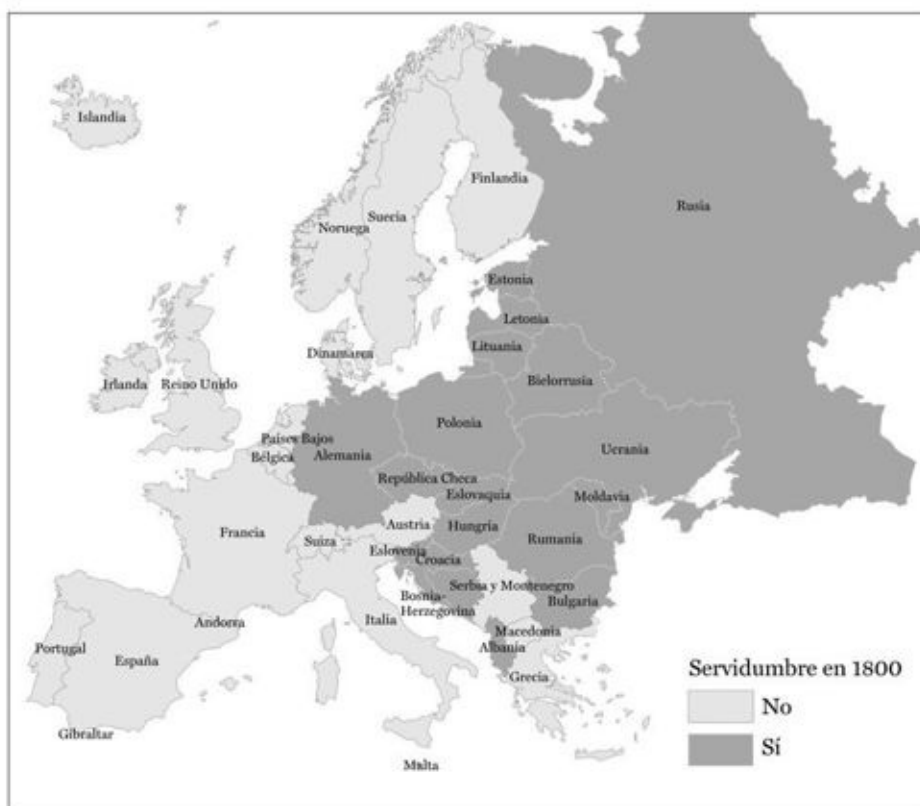 Islandia
Rusia
Finlandia
Suecia
Noruega
Estonia
Letonia
Dinamarca
Lituania
Irlanda
Reino Unido
Bielorrusia
Polonia
Países Bajos
Bélgica
Alemania
Ucrania
República Checa
Eslovaquia
Moldavia
Francia
Austria
Hungría
Suiza
Rumania
Eslovenia
Croacia
Serbia y Montenegro
Bosnia-
Herzegovina
Bulgaria
Andorra
Italia
Macedonia
Portugal
Albania
España
Grecia
Gibraltar
Malta
Servidumbre en 1800
No
Sí